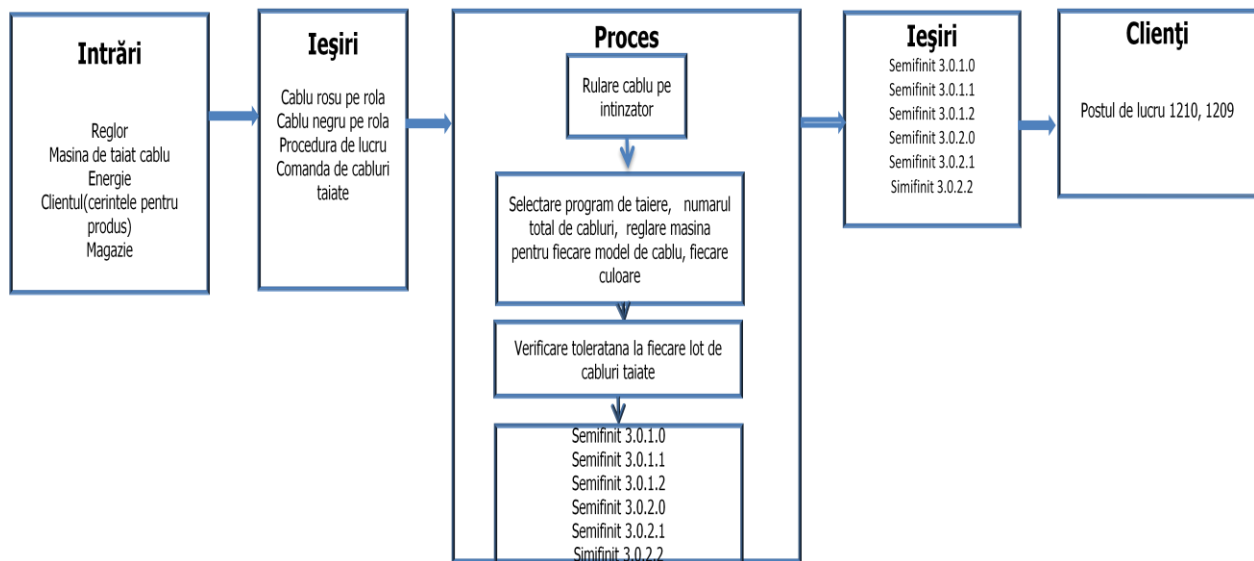 Intrări
Reglor
Masina de taiat cablu
Energie
Clientul(cerintele pentru
produs)
Magazie
Ieşiri
Cablu rosu pe rola
Cablu negru pe rola
Procedura de lucru
Comanda de cabluri
taiate
Proces
Rulare cablu pe
intinzator
Selectare program de taiere, numarul
total de cabluri, reglare masina
pentru fiecare model de cablu, fiecare
culoare
Verificare toleratana la fiecare lot de
cabluri taiate
Semifinit 3.0.1.0
Semifinit 3.0.1.1
Semifinit 3.0.1.2
Semifinit 3.0.2.0
Semifinit 3.0.2.1
Simifinit 3.0.2.2
Ieşiri
Semifinit 3.0.1.0
Semifinit 3.0.1.1
Semifinit 3.0.1.2
Semifinit 3.0.2.0
Semifinit 3.0.2.1
Simifinit 3.0.2.2
Clienţi
Postul de lucru 1210, 1209